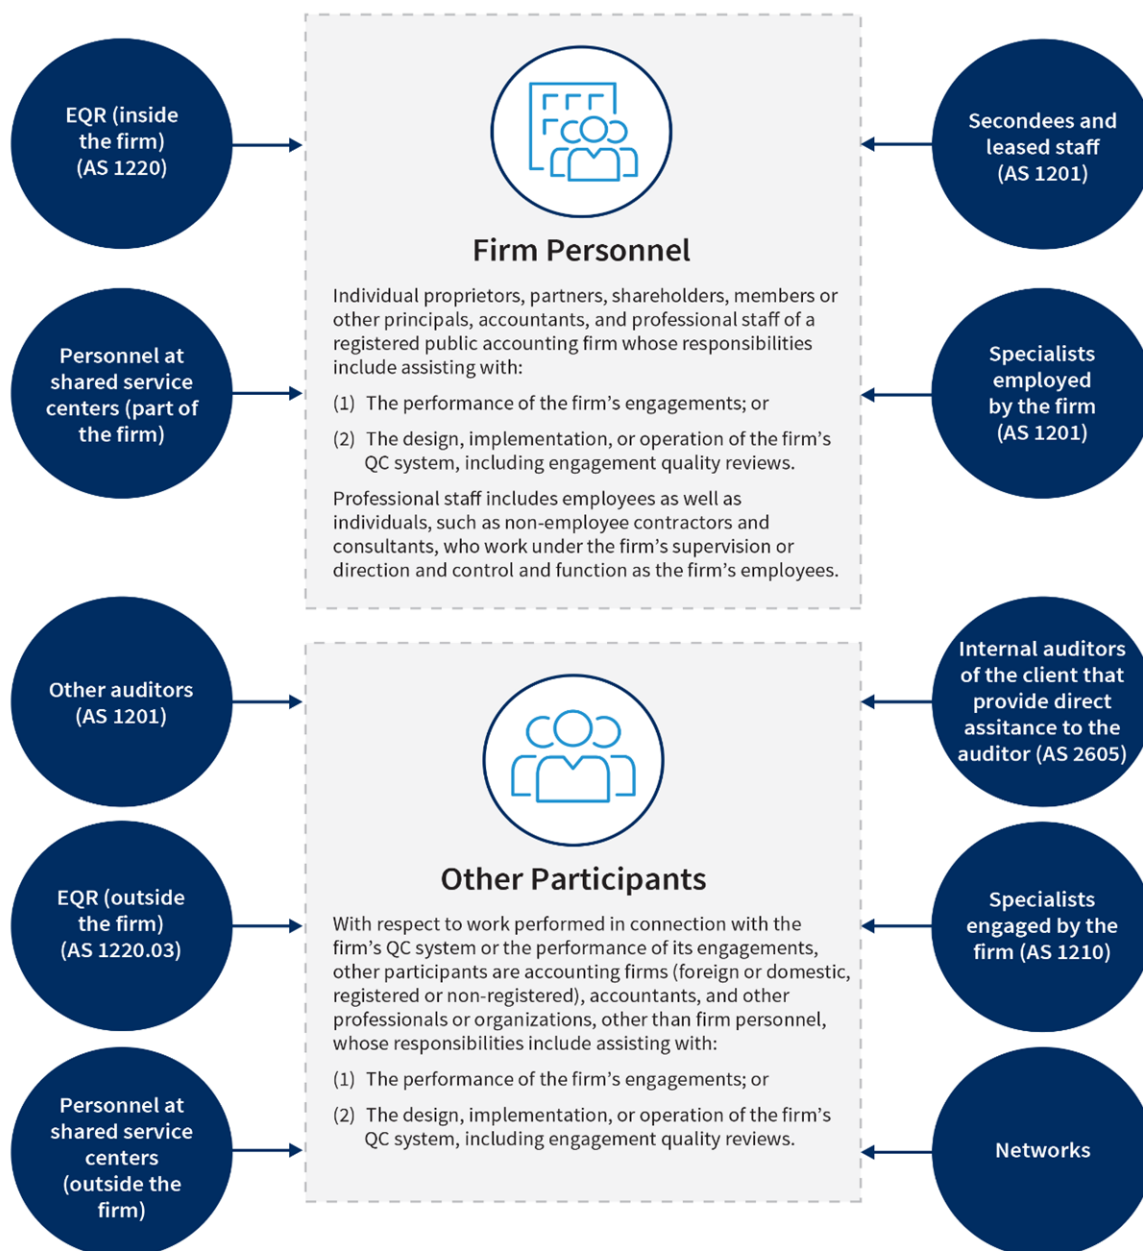 EQR (inside
the firm)
(AS 1220)
Personnel at
shared service
centers (part of
the firm)
Firm Personnel
Individual proprietors, partners, shareholders, members or
other principals, accountants, and professional staff of a
registered public accounting firm whose responsibilities
include assisting with:
(1) The performance of the firm’s engagements; or
(2) The design, implementation, or operation of the firm’s
QC system, including engagement quality reviews.
Professional staff includes employees as well as
individuals, such as non-employee contractors and
consultants, who work under the firm’s supervision or
direction and control and function as the firm’s employees.
Secondees and
leased staff
(AS 1201)
Specialists
employed
by the firm
(AS 1201)
Other auditors
(AS 1201)
EQR (outside
the firm)
(AS 1220.03)
Personnel at
shared service
centers
(outside the
firm)
Other Participants
With respect to work performed in connection with the
firm’s QC system or the performance of its engagements,
other participants are accounting firms (foreign or domestic,
registered or non-registered), accountants, and other
professionals or organizations, other than firm personnel,
whose responsibilities include assisting with:
(1) The performance of the firm’s engagements; or
(2) The design, implementation, or operation of the firm’s
QC system, including engagement quality reviews.
Internal auditors
of the client that
provide direct
assitance to the
auditor (AS 2605)
Specialists
engaged by the
firm (AS 1210)
Networks